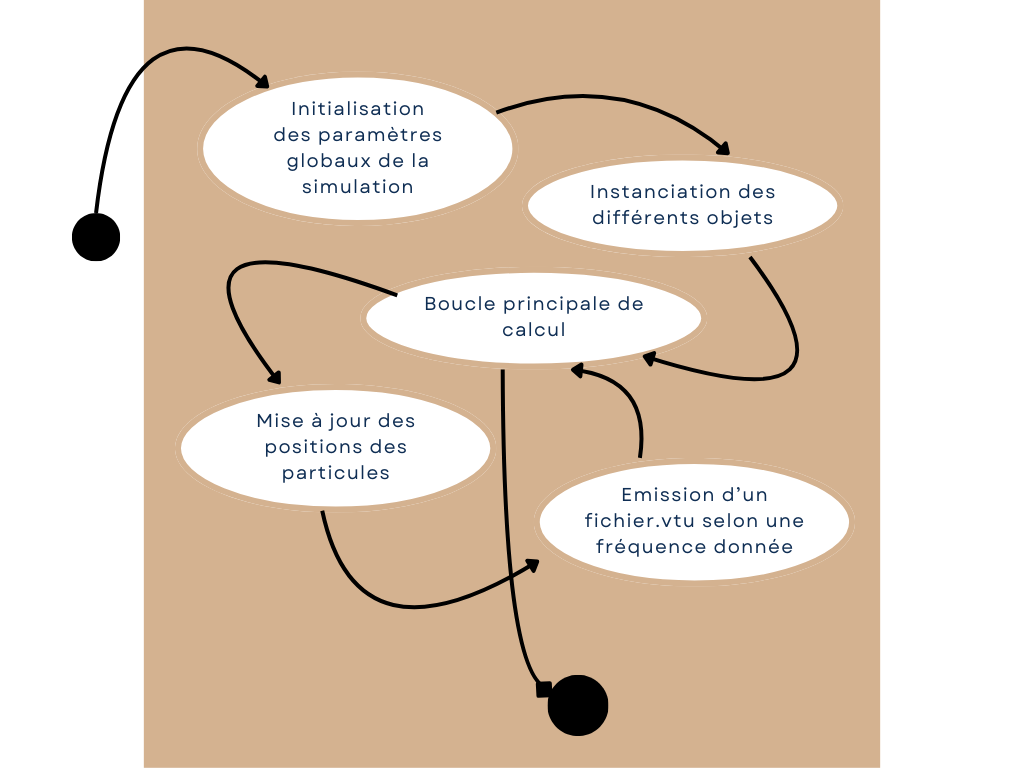 Initialisation
des paramètres
globaux de la
simulation
Instanciation des
différents objets
Boucle principale de
calcul
Mise à jour des
positions des
particules
Emission d’un
fichier.vtu selon une
fréquence donnée